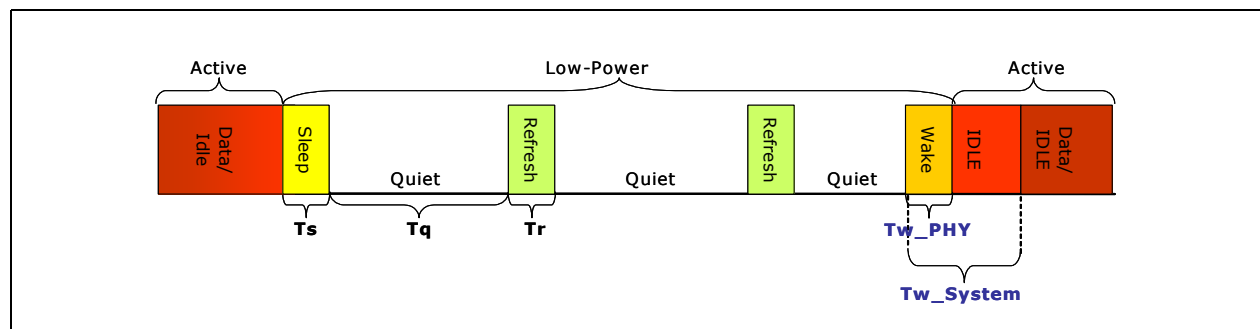 Active
Low-Power
Active
Data/
Idle
Sleep
Refresh
Refresh
Wake
IDLE
Data/
IDLE
Quiet
Quiet
Quiet
Ts
Tq
Tr
Tw_PHY
Tw_System